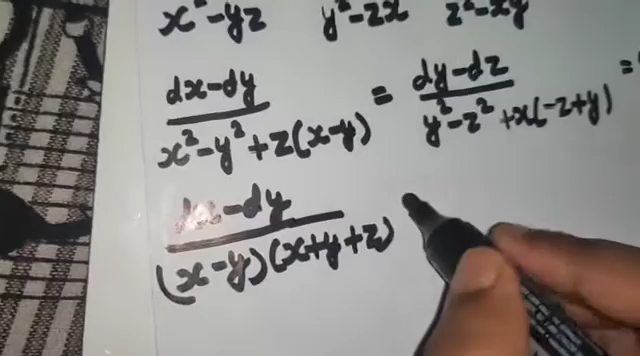 x²-yz y²-zx z²-xy
dx-dy = dy-dz =
x²-y²+z(x-y) y²-z²+x(-z+y)
dx-dy
(x-y)(x+y+z)